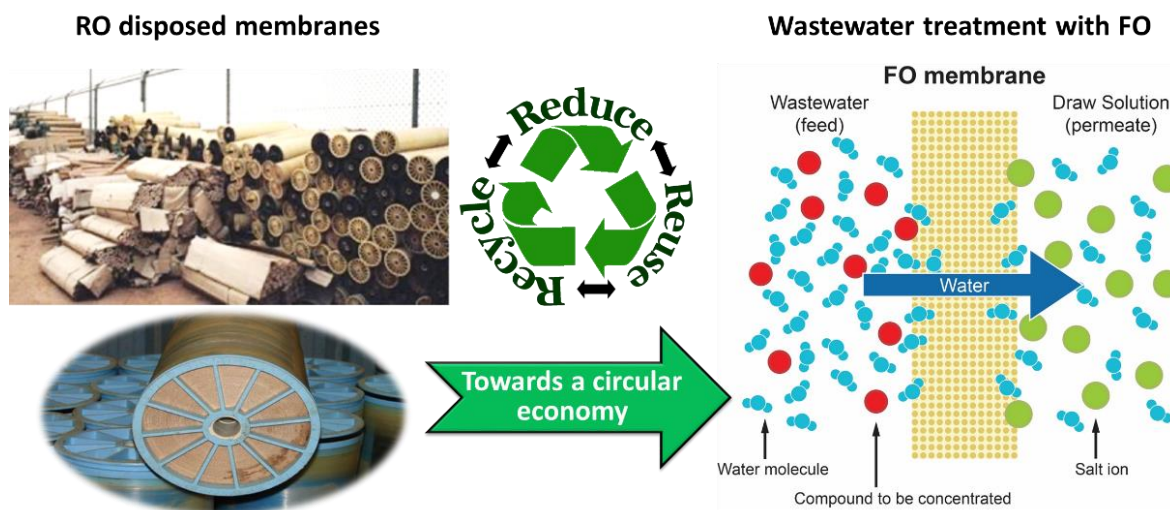 RO disposed membranes
Wastewater treatment with FO
Reduce
Reuse
Recycle
FO membrane
Wastewater
(feed)
Draw Solution
(permeate)
Water
Towards a circular
economy
Water molecule
Compound to be concentrated
Salt ion